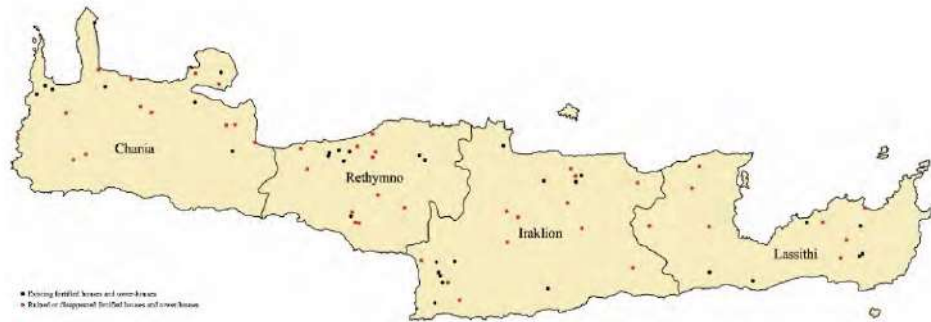 Chania
Rethymno
Iraklion
Lassithi
Existing fortified houses and tower-houses
Ruined or disappeared fortified houses and tower-houses